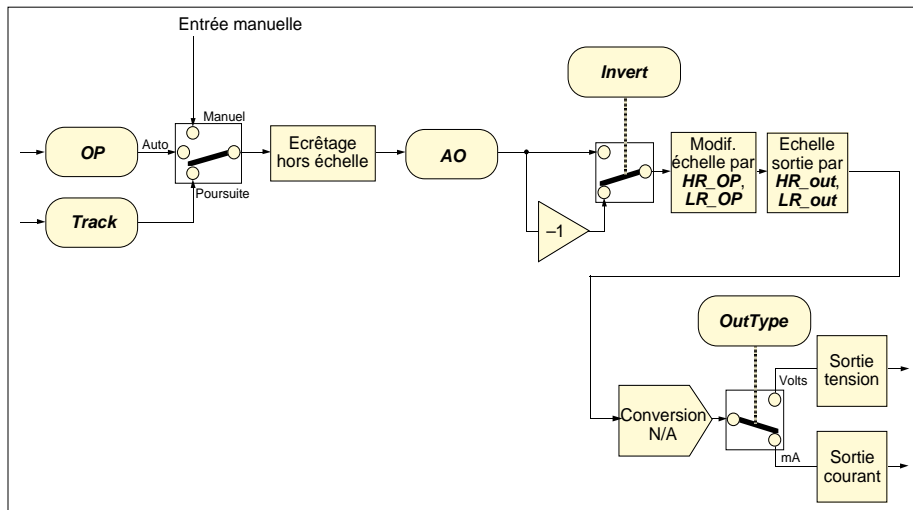 Entrée manuelle
Manuel
Auto
OP
Poursuite
Track
Ecrêtage
hors échelle
AO
Invert
–1
Modif.
échelle par
HR_OP,
LR_OP
Echelle
sortie par
HR_out,
LR_out
OutType
Conversion
N/A
Volts
mA
Sortie
tension
Sortie
courant